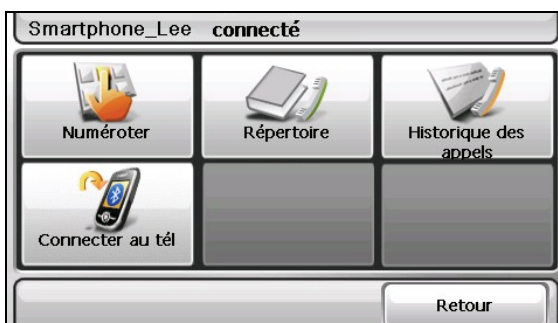 Smartphone_Lee connecté
Numéroter
Répertoire
Historique des
appels
Connecter au tél
Retour